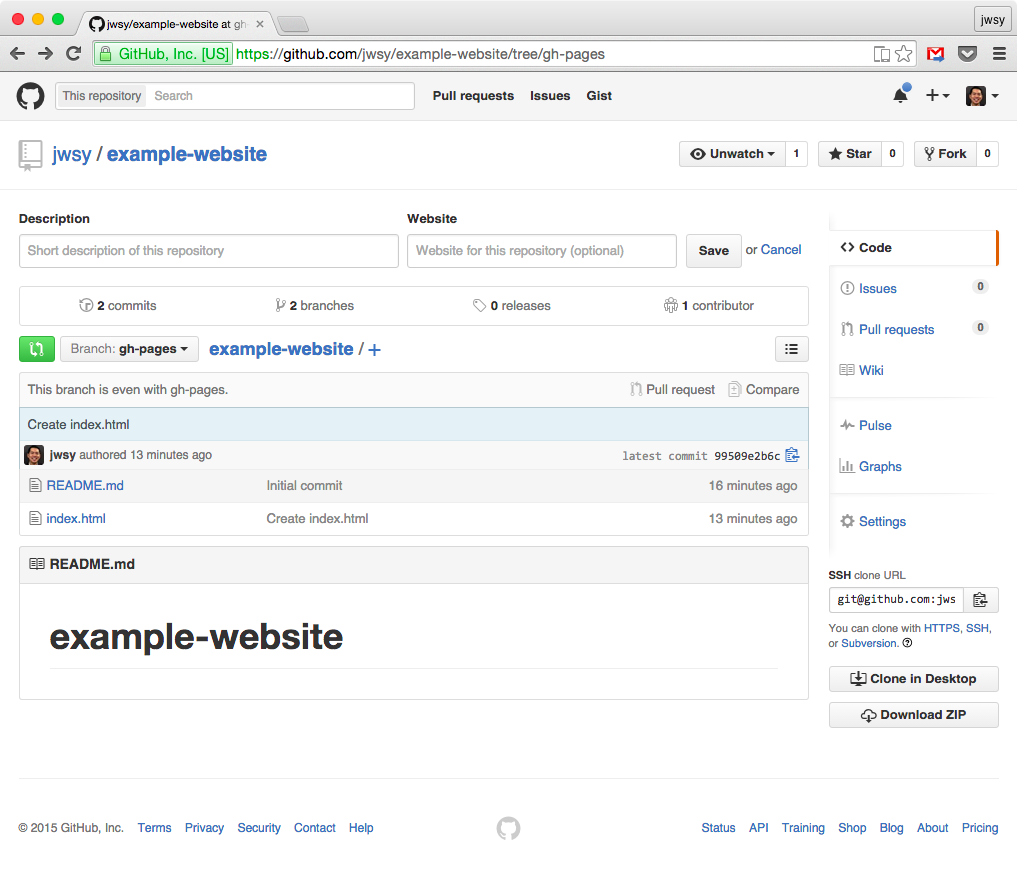 jwsy/example-website at gh-
jwsy
GitHub, Inc. [US] https://github.com/jwsy/example-website/tree/gh-pages
This repository Search Pull requests Issues Gist
jwsy / example-website Unwatch 1 Star 0 Fork 0
Description Website
Short description of this repository Website for this repository (optional) Save or Cancel
2 commits 2 branches 0 releases 1 contributor
Branch: gh-pages example-website / +
This branch is even with gh-pages. Pull request Compare
Create index.html
jwsy authored 13 minutes ago latest commit 99509e2b6c
README.md Initial commit 16 minutes ago
index.html Create index.html 13 minutes ago
README.md
example-website
Code
Issues 0
Pull requests 0
Wiki
Pulse
Graphs
Settings
SSH clone URL
git@github.com:jws
You can clone with HTTPS, SSH,
or Subversion.
Clone in Desktop
Download ZIP
© 2015 GitHub, Inc. Terms Privacy Security Contact Help Status API Training Shop Blog About Pricing